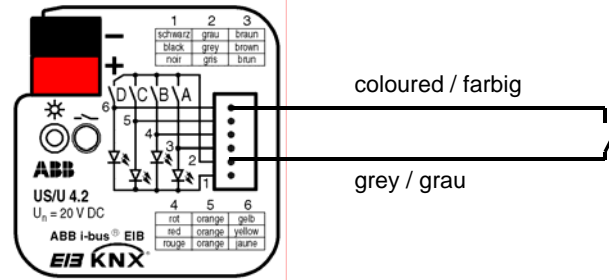 1 2 3
schwarz grau braun
black grey brown
noir gris brun
−
+
D C B A
6
5
4
3
2
1
coloured / farbig
grey / grau
ABB
US/U 4.2
Un = 20 V DC
ABB i-bus® EIB
EIB KNX
4 5 6
rot orange gelb
red orange yellow
rouge orange jaune